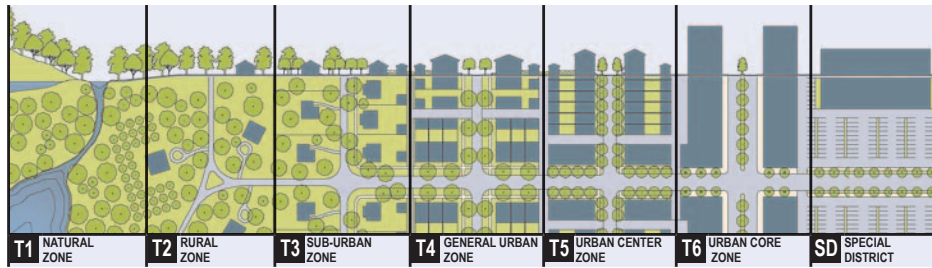 T1 NATURAL
ZONE
T2 RURAL
ZONE
T3 SUB-URBAN
ZONE
T4 GENERAL URBAN
ZONE
T5 URBAN CENTER
ZONE
T6 URBAN CORE
ZONE
SD SPECIAL
DISTRICT